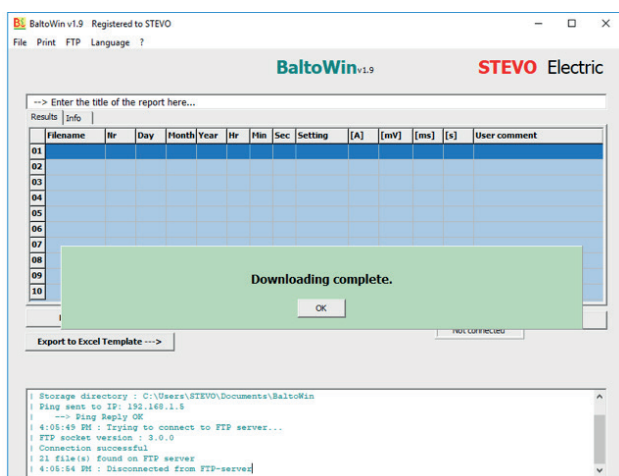 BaltoWin v1.9 Registered to STEVO
File Print FTP Language ?
BaltoWin v1.9 STEVO Electric
--> Enter the title of the report here...
Results Info
Filename Nr Day Month Year Hr Min Sec Setting [A] [mV] [ms] [s] User comment
01
02
03
04
05
06
07
08
09
10
Downloading complete.
OK
Not connected
Export to Excel Template --->
| Storage directory : C:\Users\STEVO\Documents\BaltoWin
| Ping sent to IP: 192.168.1.5
| --> Ping Reply OK
| 4:05:49 PM : Trying to connect to FTP server...
| FTP socket version : 3.0.0
| Connection successful
| 21 file(s) found on FTP server
| 4:05:54 PM : Disconnected from FTP-server